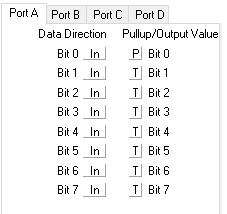 Port A Port B Port C Port D
Data Direction Pullup/Output Value
Bit 0 In P Bit 0
Bit 1 In T Bit 1
Bit 2 In T Bit 2
Bit 3 In T Bit 3
Bit 4 In T Bit 4
Bit 5 In T Bit 5
Bit 6 In T Bit 6
Bit 7 In T Bit 7